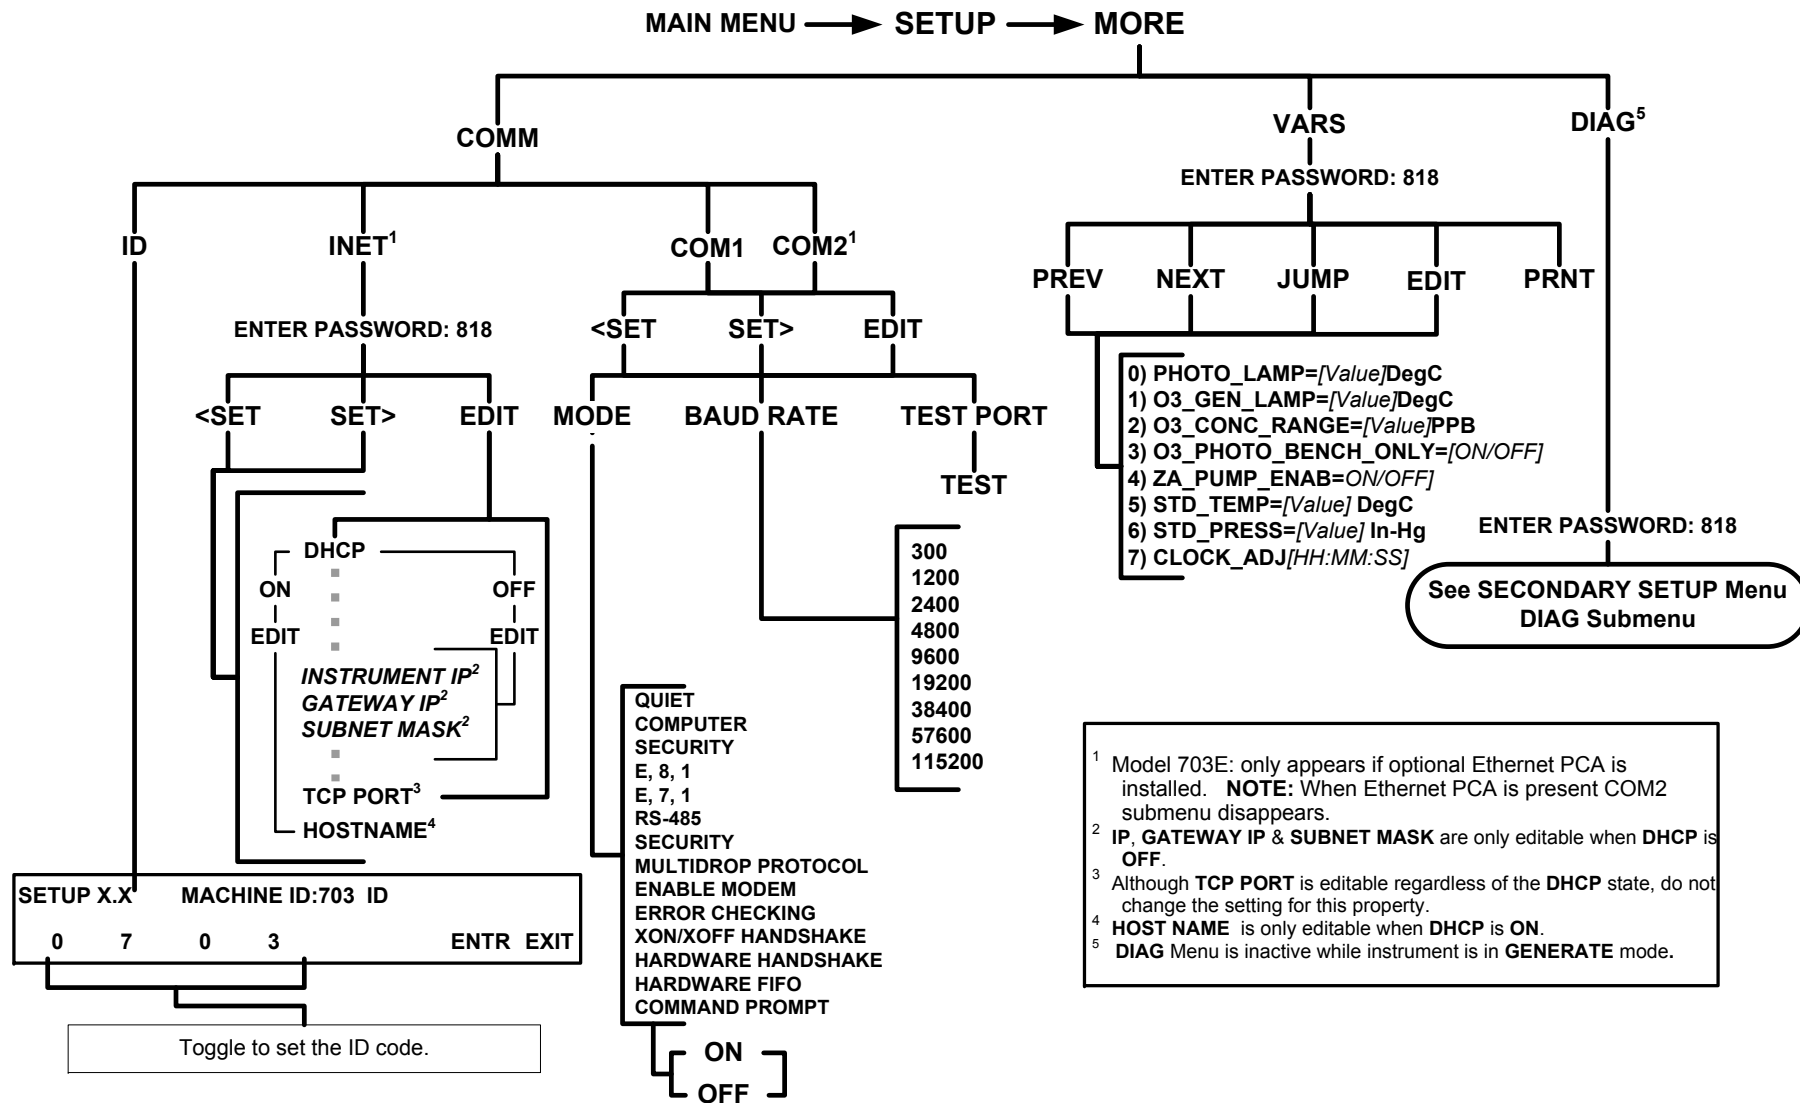 MAIN MENU SETUP MORE
COMM
VARS
DIAG5
ENTER PASSWORD: 818
ID
INET1
COM1
COM21
PREV
NEXT
JUMP
EDIT
PRNT
ENTER PASSWORD: 818
<SET
SET>
EDIT
<SET
SET>
EDIT
MODE
BAUD RATE
TEST PORT
TEST
DHCP
ON
OFF
EDIT
EDIT
INSTRUMENT IP2
GATEWAY IP2
SUBNET MASK2
TCP PORT3
HOSTNAME4
300
1200
2400
4800
9600
19200
38400
57600
115200
QUIET
COMPUTER
SECURITY
E, 8, 1
E, 7, 1
RS-485
SECURITY
MULTIDROP PROTOCOL
ENABLE MODEM
ERROR CHECKING
XON/XOFF HANDSHAKE
HARDWARE HANDSHAKE
HARDWARE FIFO
COMMAND PROMPT
ON
OFF
0) PHOTO_LAMP=[Value]DegC
1) O3_GEN_LAMP=[Value]DegC
2) O3_CONC_RANGE=[Value]PPB
3) O3_PHOTO_BENCH_ONLY=[ON/OFF]
4) ZA_PUMP_ENAB=ON/OFF]
5) STD_TEMP=[Value] DegC
6) STD_PRESS=[Value] In-Hg
7) CLOCK_ADJ[HH:MM:SS]
ENTER PASSWORD: 818
See SECONDARY SETUP Menu
DIAG Submenu
SETUP X.X MACHINE ID:703 ID
0 7 0 3 ENTR EXIT
Toggle to set the ID code.
1 Model 703E: only appears if optional Ethernet PCA is
installed. NOTE: When Ethernet PCA is present COM2
submenu disappears.
2 IP, GATEWAY IP & SUBNET MASK are only editable when DHCP is
OFF.
3 Although TCP PORT is editable regardless of the DHCP state, do not
change the setting for this property.
4 HOST NAME is only editable when DHCP is ON.
5 DIAG Menu is inactive while instrument is in GENERATE mode.